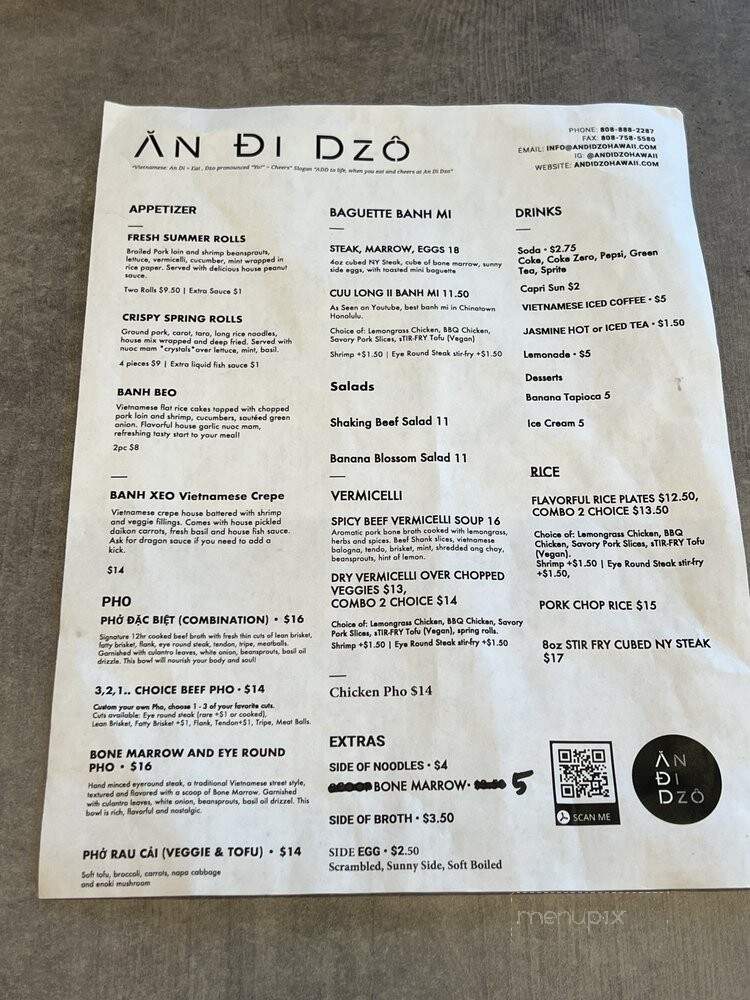 ĂN ĐI DZÔ
"Vietnamese: An Di = Eat , Dzo pronounced "Yo!" = Cheers" Slogan "ADD to life, when you eat and cheers at An Di Dzo"
PHONE: 808-888-2287
FAX: 808-758-5580
EMAIL: INFO@ANDIDZOHAWAII.COM
IG: @ANDIDZOHAWAII
WEBSITE: ANDIDZOHAWAII.COM
APPETIZER
FRESH SUMMER ROLLS
Broiled Pork loin and shrimp beansprouts,
lettuce, vermicelli, cucumber, mint wrapped in
rice paper. Served with delicious house peanut
sauce.
Two Rolls $9.50 | Extra Sauce $1
CRISPY SPRING ROLLS
Ground pork, carot, taro, long rice noodles,
house mix wrapped and deep fried. Served with
nuoc mam "crystals"over lettuce, mint, basil.
4 pieces $9 | Extra liquid fish sauce $1
BANH BEO
Vietnamese flat rice cakes topped with chopped
pork loin and shrimp, cucumbers, sautéed green
onion. Flavorful house garlic nuoc mam,
refreshing tasty start to your meal!
2pc $8
BANH XEO Vietnamese Crepe
Vietnamese crepe house battered with shrimp
and veggie fillings. Comes with house pickled
daikon carrots, fresh basil and house fish sauce.
Ask for dragon sauce if you need to add a
kick.
$14
PHO
PHỞ ĐẶC BIỆT (COMBINATION) • $16
Signature 12hr cooked beef broth with fresh thin cuts of lean brisket,
fatty brisket, flank, eye round steak, tendon, tripe, meatballs.
Garnished with culantro leaves, white onion, beansprouts, basil oil
drizzle. This bowl will nourish your body and soul!
3,2,1.. CHOICE BEEF PHO • $14
Custom your own Pho, choose 1 - 3 of your favorite cuts.
Cuts available: Eye round steak (rare +$1 or cooked),
Lean Brisket, Fatty Brisket +$1, Flank, Tendon+$1, Tripe, Meat Balls.
BONE MARROW AND EYE ROUND
PHO • $16
Hand minced eyeround steak, a traditional Vietnamese street style,
textured and flavored with a scoop of Bone Marrow. Garnished
with culantro leaves, white onion, beansprouts, basil oil drizzel. This
bowl is rich, flavorful and nostalgic.
PHỞ RAU CẢI (VEGGIE & TOFU) • $14
Soft tofu, broccoli, carrots, napa cabbage
and enoki mushroom
BAGUETTE BANH MI
STEAK, MARROW, EGGS 18
4oz cubed NY Steak, cube of bone marrow, sunny
side eggs, with toasted mini baguette
CUU LONG II BANH MI 11.50
As Seen on Youtube, best banh mi in Chinatown
Honolulu.
Choice of: Lemongrass Chicken, BBQ Chicken,
Savory Pork Slices, sTIR-FRY Tofu (Vegan)
Shrimp +$1.50 | Eye Round Steak stir-fry +$1.50
Salads
Shaking Beef Salad 11
Banana Blossom Salad 11
VERMICELLI
SPICY BEEF VERMICELLI SOUP 16
Aromatic pork bone broth cooked with lemongrass,
herbs and spices. Beef Shank slices, vietnamese
bologna, tendo, brisket, mint, shredded ong choy,
beansprouts, hint of lemon.
DRY VERMICELLI OVER CHOPPED
VEGGIES $13,
COMBO 2 CHOICE $14
Choice of: Lemongrass Chicken, BBQ Chicken, Savory
Pork Slices, sTIR-FRY Tofu (Vegan), spring rolls.
Shrimp +$1.50 | Eye Round Steak stir-fry +$1.50
Chicken Pho $14
EXTRAS
SIDE OF NOODLES • $4
BONE MARROW• 5
SIDE OF BROTH • $3.50
SIDE EGG • $2.50
Scrambled, Sunny Side, Soft Boiled
DRINKS
Soda • $2.75
Coke, Coke Zero, Pepsi, Green
Tea, Sprite
Capri Sun $2
VIETNAMESE ICED COFFEE • $5
JASMINE HOT or ICED TEA • $1.50
Lemonade • $5
Desserts
Banana Tapioca 5
Ice Cream 5
RICE
FLAVORFUL RICE PLATES $12.50,
COMBO 2 CHOICE $13.50
Choice of: Lemongrass Chicken, BBQ
Chicken, Savory Pork Slices, sTIR-FRY Tofu
(Vegan).
Shrimp +$1.50 | Eye Round Steak stir-fry
+$1.50,
PORK CHOP RICE $15
8oz STIR FRY CUBED NY STEAK
$17
SCAN ME
ĂN
ĐI
DZÔ
menupix